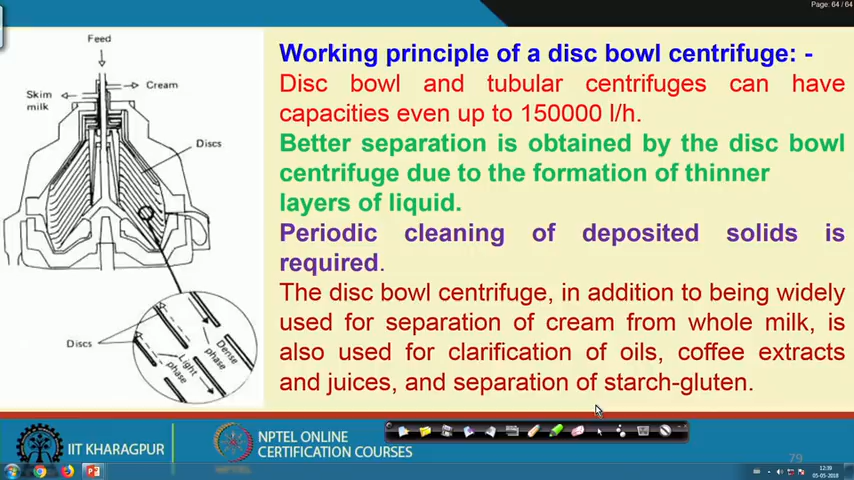 Page: 64 / 64
Feed
Cream
Skim
milk
Discs
Discs
Dense
phase
Light
phase
Working principle of a disc bowl centrifuge: -
Disc bowl and tubular centrifuges can have
capacities even up to 150000 l/h.
Better separation is obtained by the disc bowl
centrifuge due to the formation of thinner
layers of liquid.
Periodic cleaning of deposited solids is
required.
The disc bowl centrifuge, in addition to being widely
used for separation of cream from whole milk, is
also used for clarification of oils, coffee extracts
and juices, and separation of starch-gluten.
IIT KHARAGPUR
NPTEL ONLINE
CERTIFICATION COURSES
79
12:39
05-05-2018